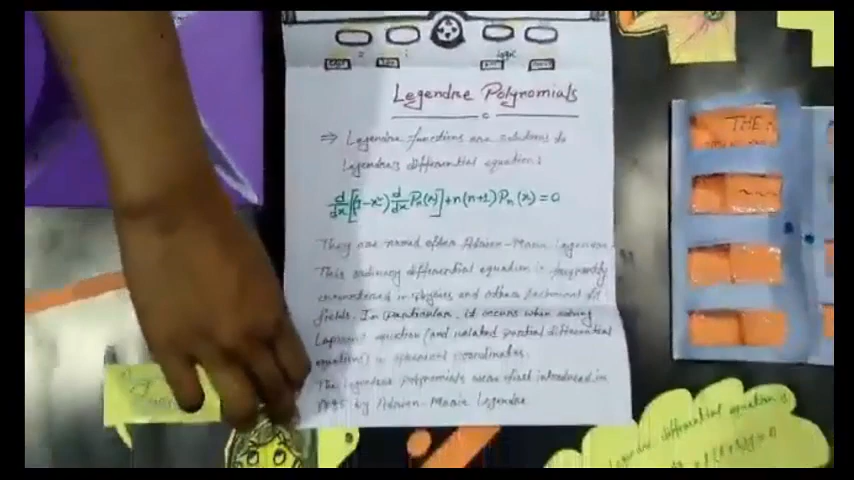 logic
Legendre Polynomials
⇒ Legendre functions are solutions to
Legendre's differential equation:
d/dx[(1-x²) d/dx Pn(x)]+n(n+1) Pn(x) = 0
They are named after Adrien-Marie Legendre.
This ordinary differential equation is frequently
encountered in physics and other technical
fields. In particular, it occurs when solving
Laplace's equation (and related partial differential
equations) in spherical coordinates.
The Legendre polynomials were first introduced in
by Adrien-Marie Legendre
THE
Legendre differential equation is